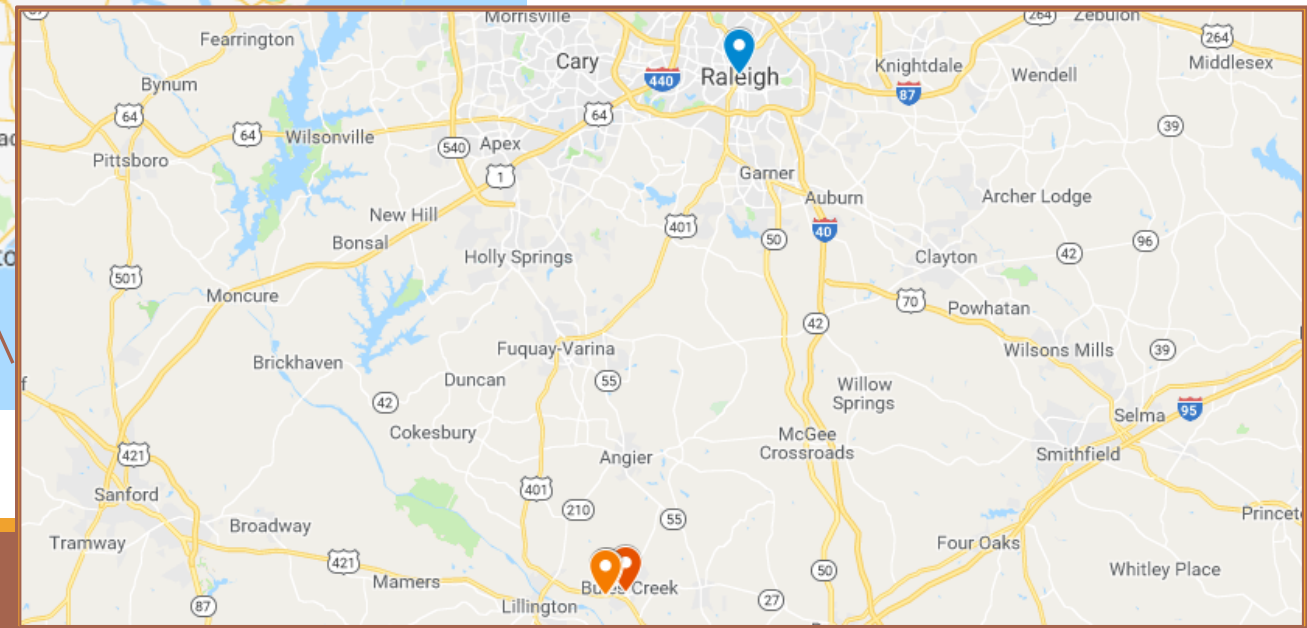 Morrisville
264
Zebulon
Fearrington
264
Cary
Middlesex
Knightdale
440
Raleigh
Wendell
Bynum
87
64
64
64
39
Wilsonville
540
Apex
Pittsboro
1
Garner
Auburn
Archer Lodge
New Hill
401
40
Bonsal
50
96
42
Holly Springs
Clayton
501
Moncure
70
Powhatan
42
Fuquay-Varina
Wilsons Mills
39
Brickhaven
Duncan
55
Willow
Springs
42
95
Selma
Cokesbury
McGee
Crossroads
421
Angier
Smithfield
Sanford
401
210
55
Broadway
Tramway
Four Oaks
421
50
Whitley Place
Mamers
Creek
27
87
Lillington